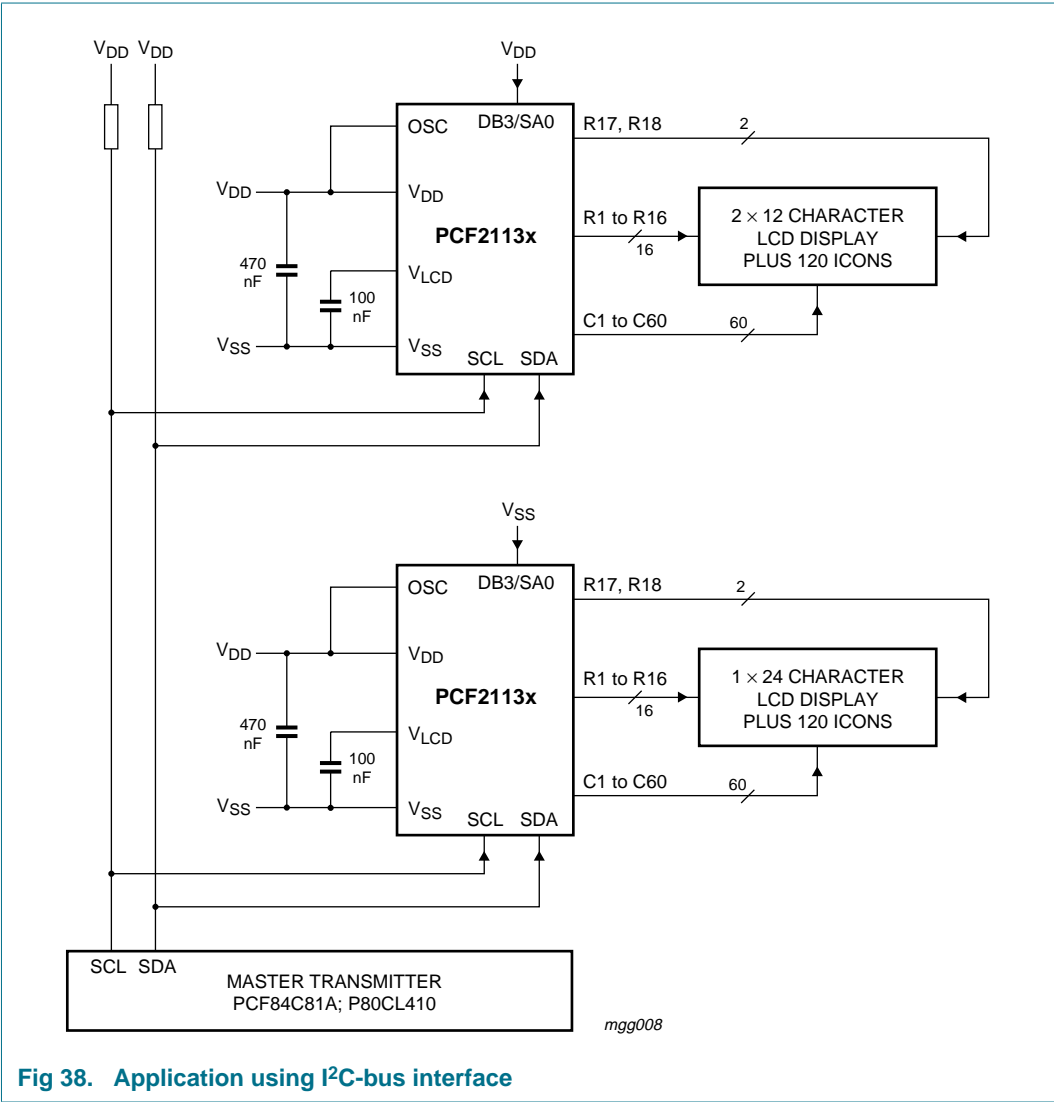 VDD VDD
VDD
OSC
DB3/SA0
R17, R18
2
VDD
VDD
PCF2113x
R1 to R16
16
2 × 12 CHARACTER
LCD DISPLAY
PLUS 120 ICONS
470
nF
VLCD
100
nF
C1 to C60
60
VSS
VSS
SCL SDA
VSS
OSC
DB3/SA0
R17, R18
2
VDD
VDD
PCF2113x
R1 to R16
16
1 × 24 CHARACTER
LCD DISPLAY
PLUS 120 ICONS
470
nF
VLCD
100
nF
C1 to C60
60
VSS
VSS
SCL SDA
SCL SDA
MASTER TRANSMITTER
PCF84C81A; P80CL410
mgg008
Fig 38. Application using I²C-bus interface